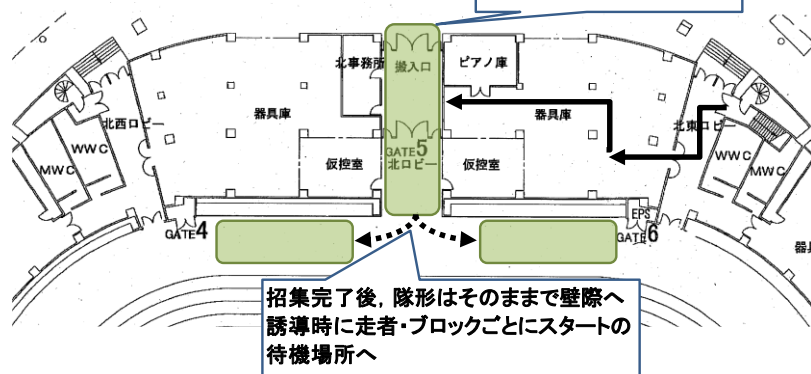 北事務所
搬入口
ピアノ庫
器具庫
器具庫
北西ロビー
北東ロビー
WWC
MWC
仮控室
GATE5
北ロビー
仮控室
WWC
MWC
GATE4
EPS
GATE6
器具
招集完了後,隊形はそのままで壁際へ
誘導時に走者・ブロックごとにスタートの
待機場所へ